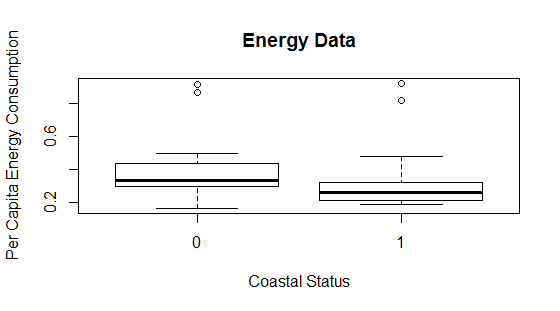 Energy Data
Per Capita Energy Consumption
0.6
0.2
0
1
Coastal Status